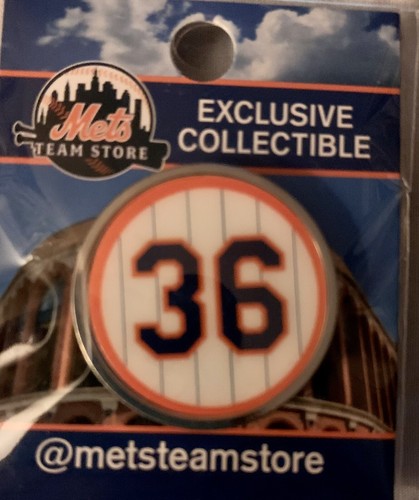 Mets
TEAM STORE
EXCLUSIVE
COLLECTIBLE
36
@metsteamstore